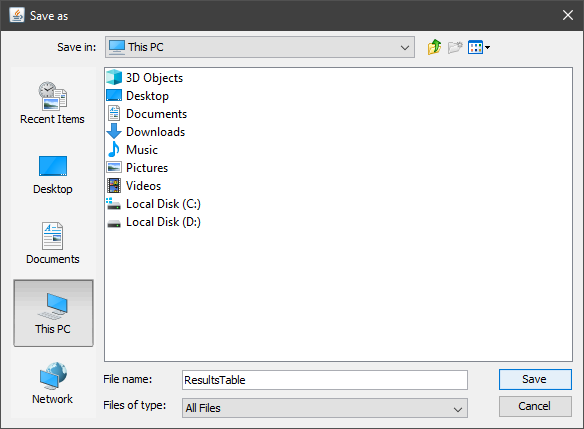 Save as
Save in: This PC
Recent Items
Desktop
Documents
This PC
Network
3D Objects
Desktop
Documents
Downloads
Music
Pictures
Videos
Local Disk (C:)
Local Disk (D:)
File name: ResultsTable Save
Files of type: All Files Cancel